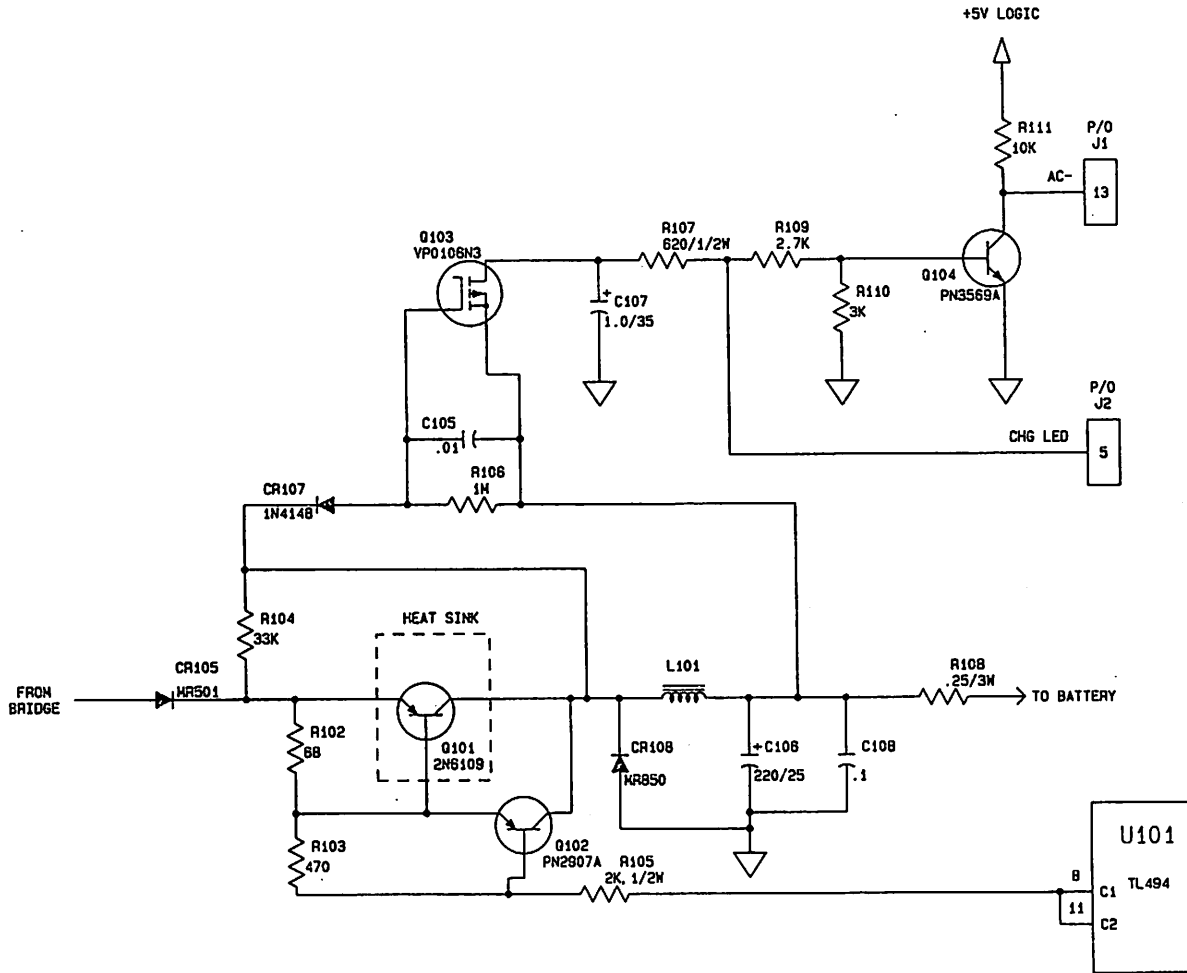 +5V LOGIC
R111
10K
P/O
J1
AC-
13
Q103
VP0106N3
R107
620/1/2W
R109
2.7K
Q104
PN3569A
+
C107
1.0/35
R110
3K
P/O
J2
CHG LED
5
C105
.01
R106
1M
CR107
1N4148
R104
33K
HEAT SINK
CR105
MR501
FROM
BRIDGE
L101
R108
.25/3W
TO BATTERY
R102
68
Q101
2N6109
CR108
MR850
+
C106
220/25
C108
.1
R103
470
Q102
PN2907A
R105
2K, 1/2W
U101
TL494
8
C1
11
C2